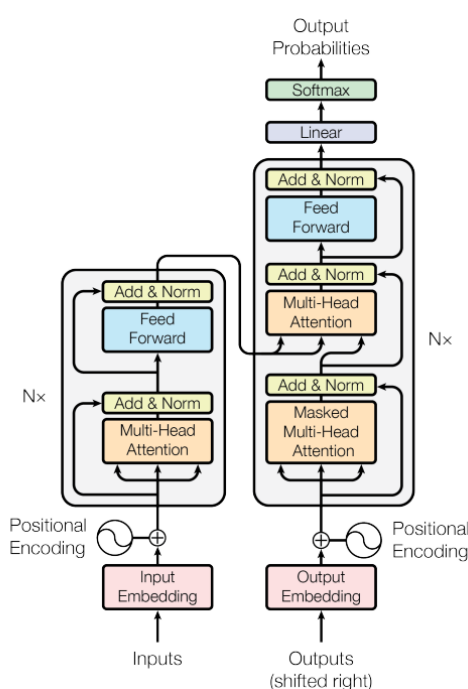 Output
Probabilities
Softmax
Linear
Add & Norm
Feed
Forward
Add & Norm
Multi-Head
Attention
Add & Norm
Masked
Multi-Head
Attention
N×
Add & Norm
Feed
Forward
Add & Norm
Multi-Head
Attention
N×
Positional
Encoding
Positional
Encoding
Input
Embedding
Output
Embedding
Inputs
Outputs
(shifted right)